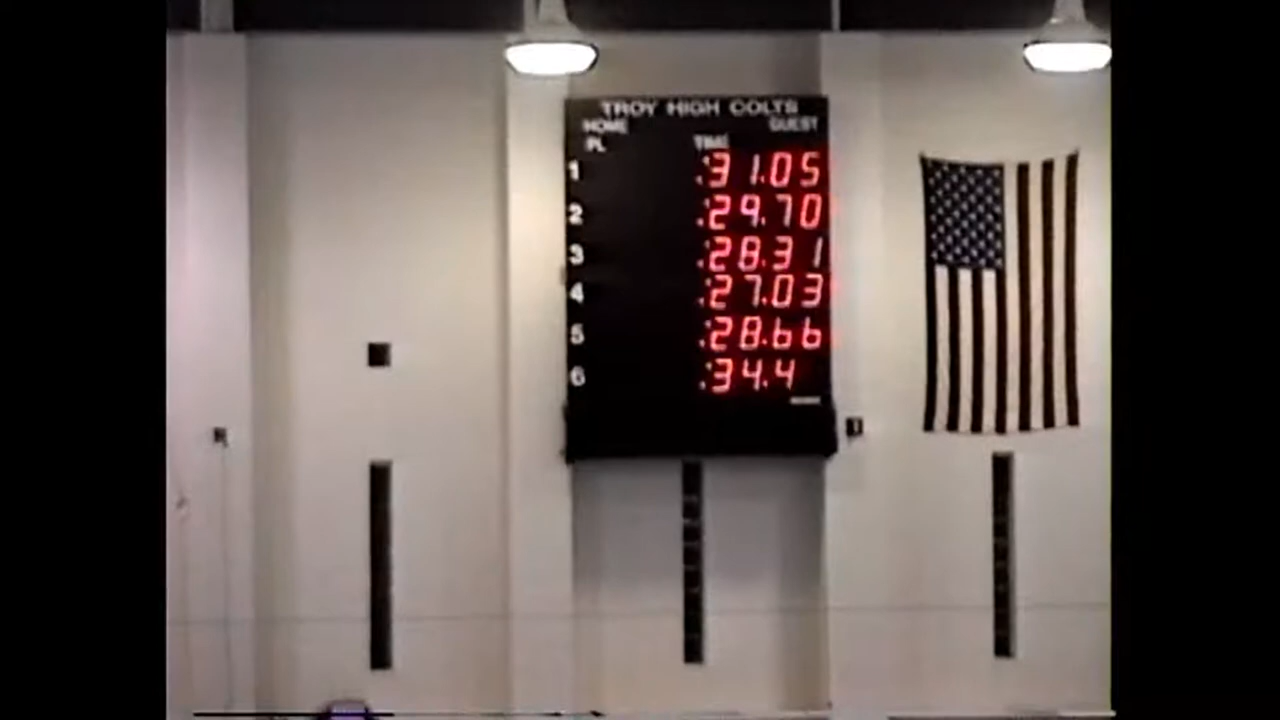 TROY HIGH COLTS
HOME GUEST
PL TIME
1 :31.05
2 :29.70
3 :28.31
4 :27.03
5 :28.66
6 :34.4